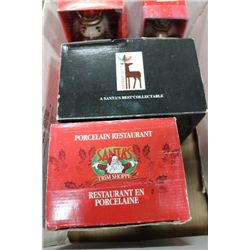 A SANTA'S BEST COLLECTABLE
PORCELAIN RESTAURANT
SANTA'S
TRIM SHOPPE
RESTAURANT EN
PORCELAINE